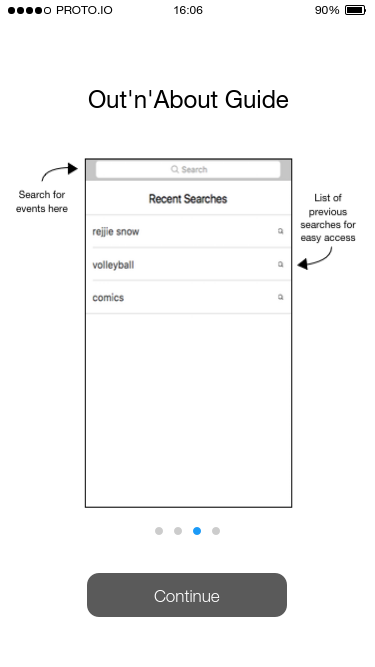 PROTO.IO 16:06 90%
Out'n'About Guide
Search for
events here
Search
Recent Searches
rejjie snow
volleyball
comics
List of
previous
searches for
easy access
Continue